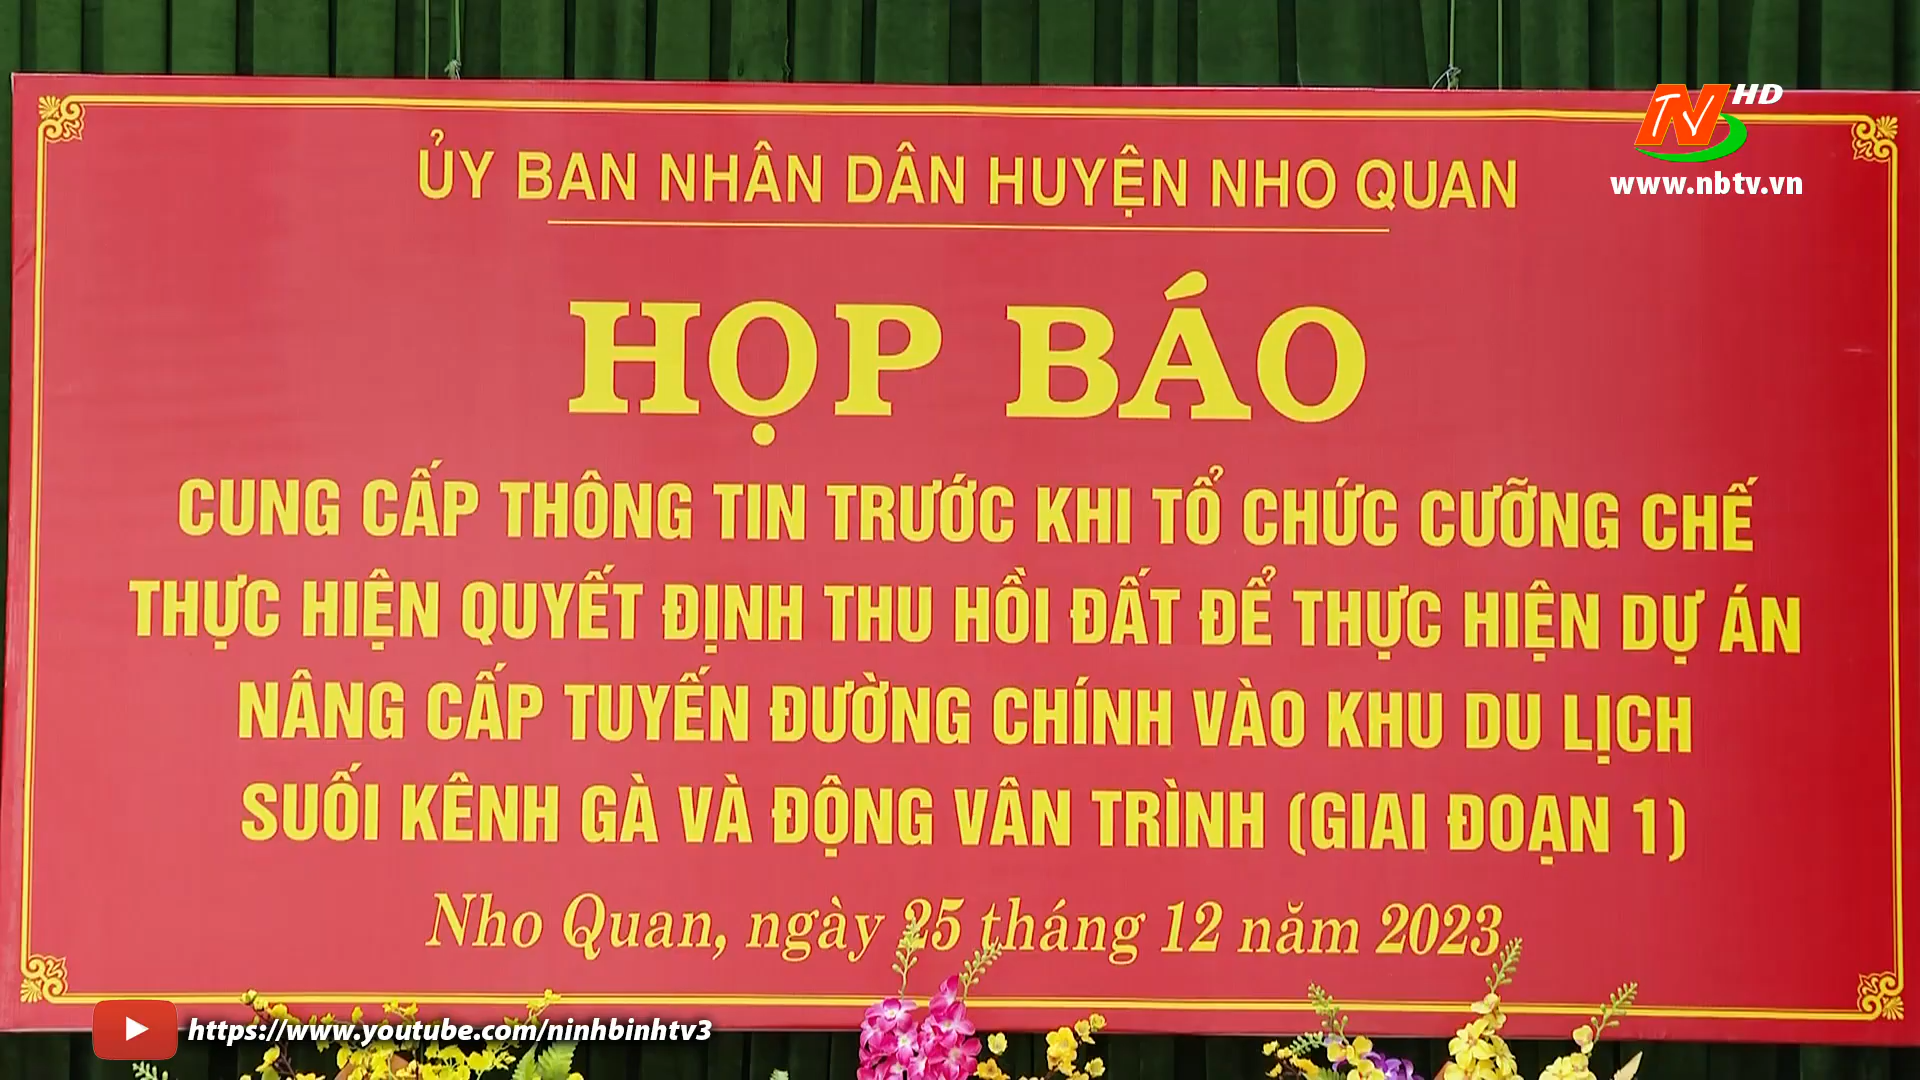 NTV HD
www.nbtv.vn
ỦY BAN NHÂN DÂN HUYỆN NHO QUAN
HỌP BÁO
CUNG CẤP THÔNG TIN TRƯỚC KHI TỔ CHỨC CƯỠNG CHẾ
THỰC HIỆN QUYẾT ĐỊNH THU HỒI ĐẤT ĐỂ THỰC HIỆN DỰ ÁN
NÂNG CẤP TUYẾN ĐƯỜNG CHÍNH VÀO KHU DU LỊCH
SUỐI KÊNH GÀ VÀ ĐỘNG VÂN TRÌNH (GIAI ĐOẠN 1)
Nho Quan, ngày 25 tháng 12 năm 2023
https://www.youtube.com/ninhbinhtv3